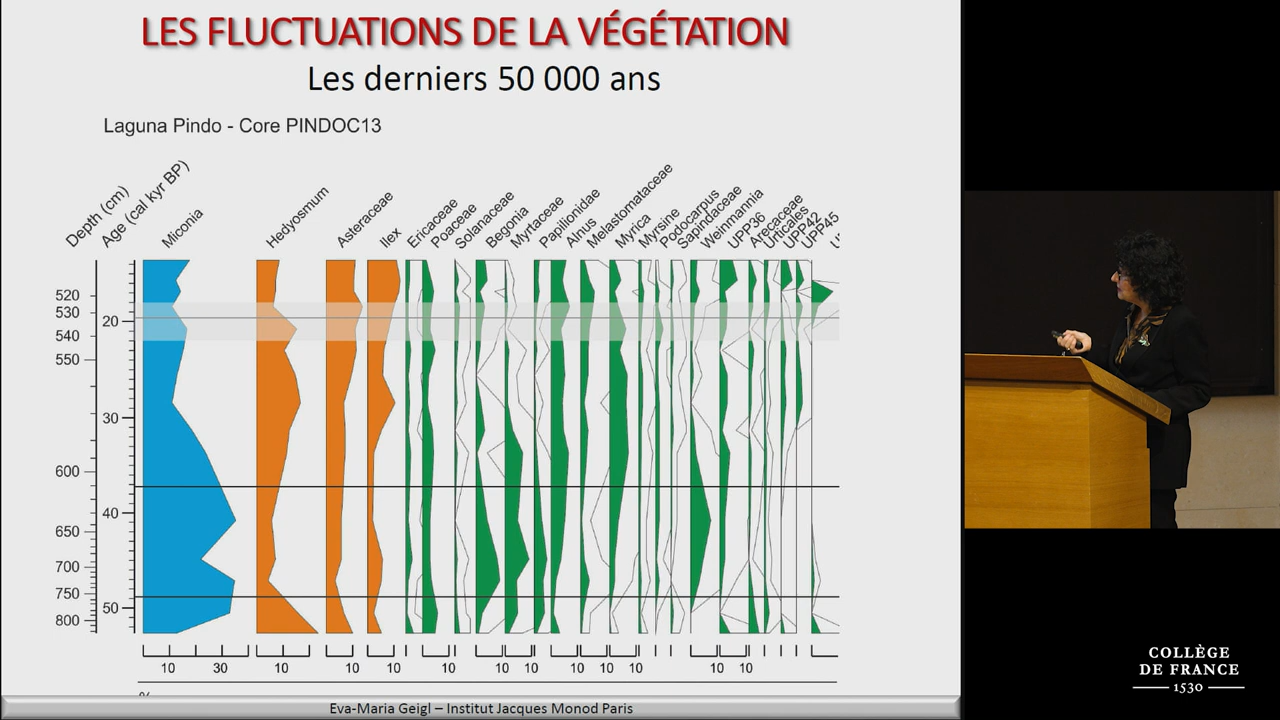 LES FLUCTUATIONS DE LA VÉGÉTATION
Les derniers 50 000 ans
Laguna Pindo - Core PINDOC13
Depth (cm)
Age (cal kyr BP)
Miconia
Hedyosmum
Asteraceae
Ilex
Ericaceae
Poaceae
Solanaceae
Begonia
Myrtaceae
Papilionidae
Alnus
Melastomataceae
Myrica
Myrsine
Podocarpus
Sapindaceae
Weinmannia
UPP36
Arecaceae
Urticales
UPP42
UPP45
520
530
540
550
600
650
700
750
800
20
30
40
50
10 30 10 10 10 10 10 10 10 10 10 10 10
%
Eva-Maria Geigl – Institut Jacques Monod Paris
COLLÈGE
DE FRANCE
1530